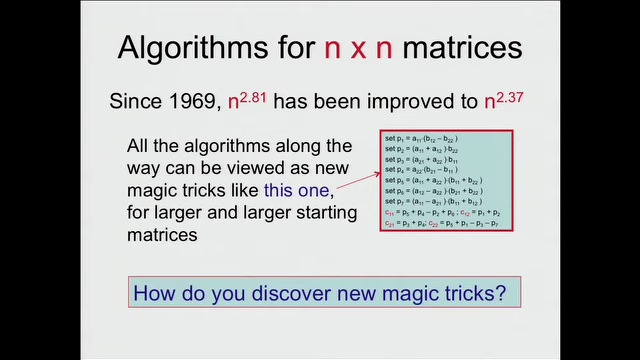 Algorithms for n x n matrices
Since 1969, n^2.81 has been improved to n^2.37
All the algorithms along the
way can be viewed as new
magic tricks like this one,
for larger and larger starting
matrices
set p₁ = a₁₁·(b₁₂ – b₂₂ )
set p₂ = (a₁₁ + a₁₂ )·b₂₂
set p₃ = (a₂₁ + a₂₂ )·b₁₁
set p₄ = a₂₂·(b₂₁ – b₁₁ )
set p₅ = (a₁₁ + a₂₂ )·(b₁₁ + b₂₂ )
set p₆ = (a₁₂ – a₂₂ )·(b₂₁ + b₂₂ )
set p₇ = (a₁₁ – a₂₁ )·(b₁₁ + b₁₂ )
c₁₁ = p₅ + p₄ – p₂ + p₆ ; c₁₂ = p₁ + p₂
c₂₁ = p₃ + p₄; c₂₂ = p₅ + p₁ – p₃ – p₇
How do you discover new magic tricks?